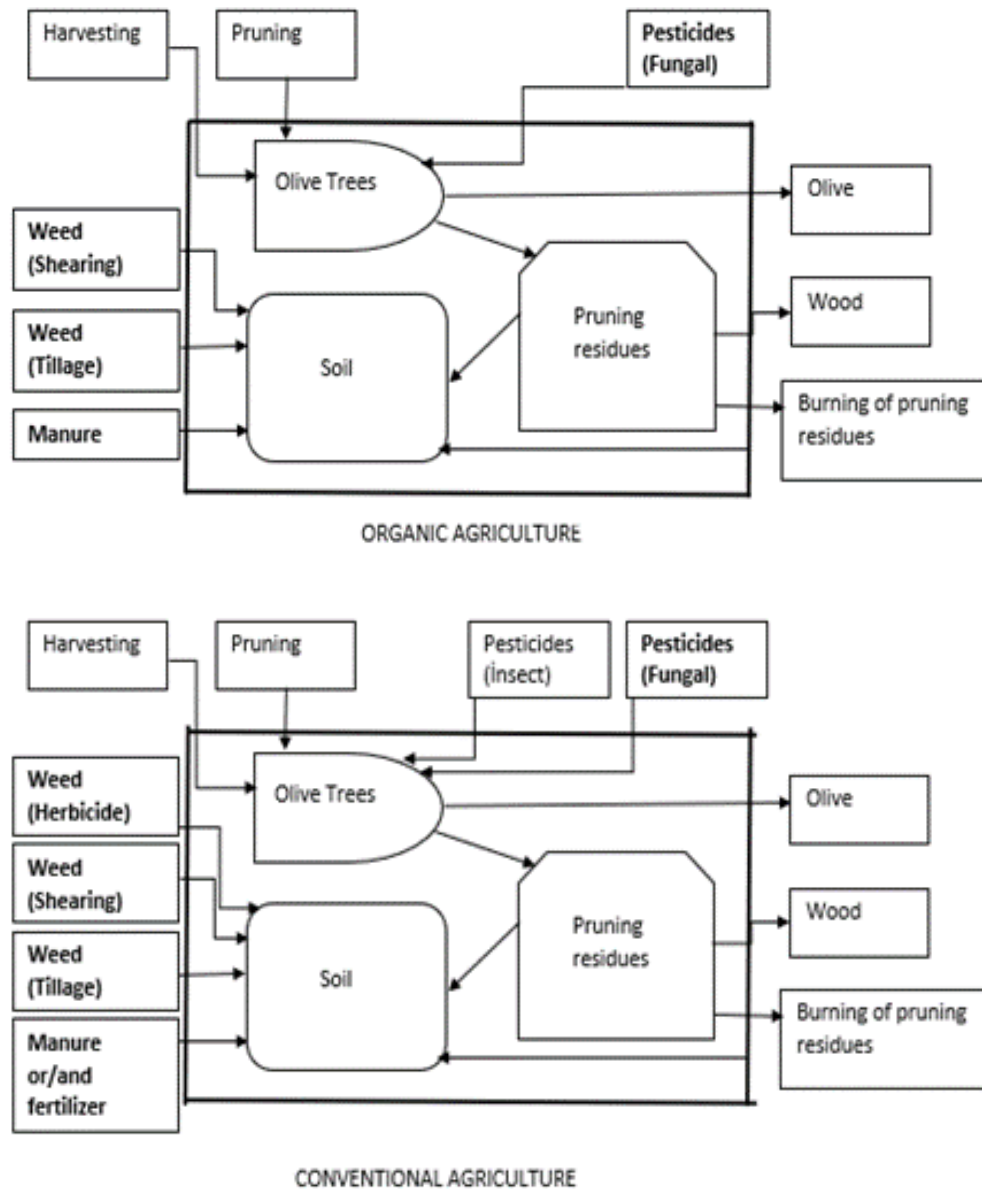 Harvesting
Pruning
Pesticides
(Fungal)
Olive Trees
Olive
Weed
(Shearing)
Wood
Pruning
residues
Weed
(Tillage)
Soil
Burning of pruning
residues
Manure
ORGANIC AGRICULTURE
Harvesting
Pruning
Pesticides
(İnsect)
Pesticides
(Fungal)
Olive Trees
Olive
Weed
(Herbicide)
Weed
(Shearing)
Wood
Pruning
residues
Weed
(Tillage)
Soil
Burning of pruning
residues
Manure
or/and
fertilizer
CONVENTIONAL AGRICULTURE